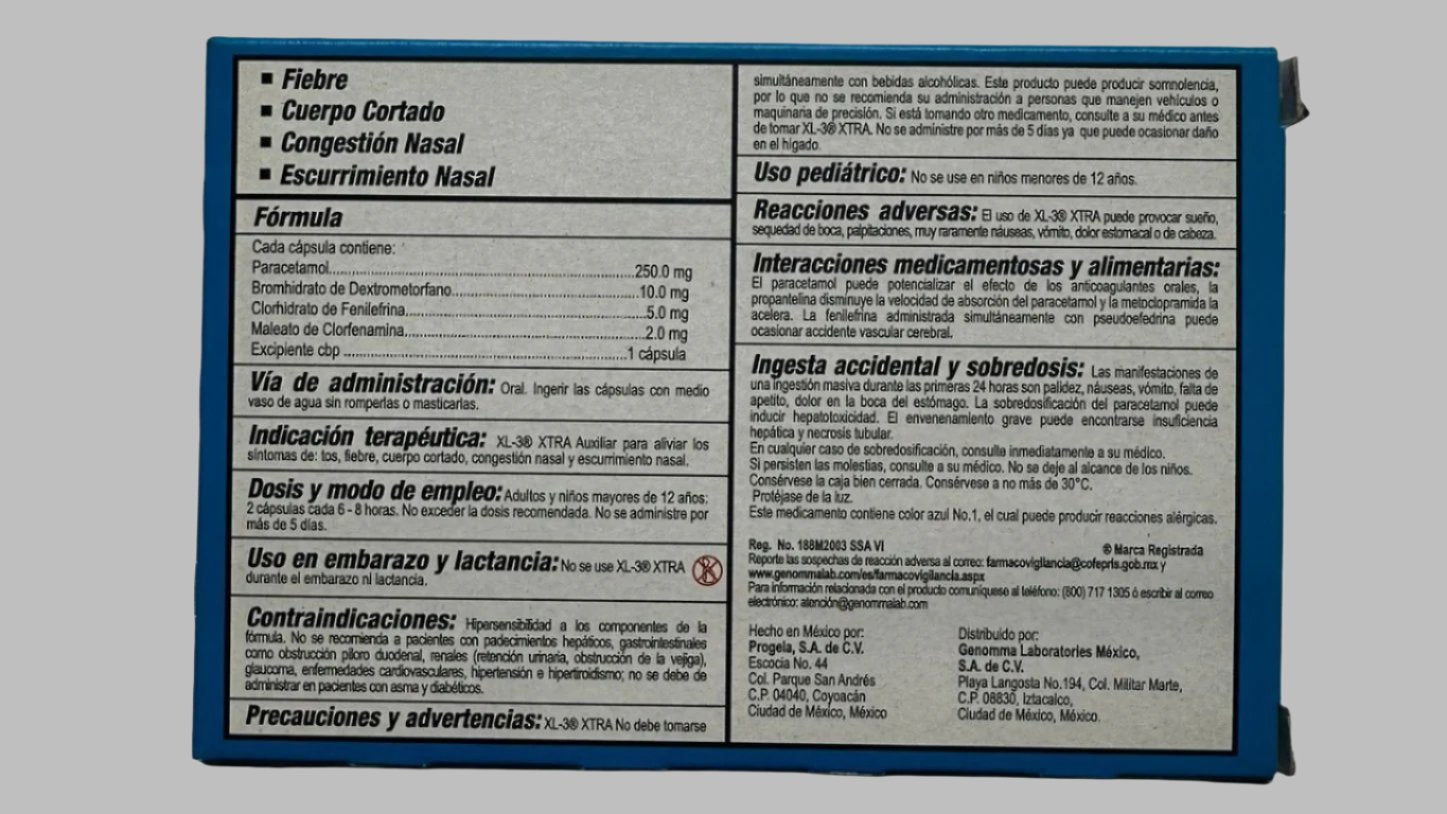 ▪ Fiebre
▪ Cuerpo Cortado
▪ Congestión Nasal
▪ Escurrimiento Nasal
Fórmula
Cada cápsula contiene:
Paracetamol..........250.0 mg
Bromhidrato de Dextrometorfano..........10.0 mg
Clorhidrato de Fenilefrina..........5.0 mg
Maleato de Clorfenamina..........2.0 mg
Excipiente cbp..........1 cápsula
Vía de administración: Oral. Ingerir las cápsulas con medio
vaso de agua sin romperlas o masticarlas.
Indicación terapéutica: XL-3® XTRA Auxiliar para aliviar los
síntomas de: tos, fiebre, cuerpo cortado, congestión nasal y escurrimiento nasal.
Dosis y modo de empleo: Adultos y niños mayores de 12 años:
2 cápsulas cada 6 - 8 horas. No exceder la dosis recomendada. No se administre por
más de 5 días.
Uso en embarazo y lactancia: No se use XL-3® XTRA
durante el embarazo ni lactancia.
Contraindicaciones: Hipersensibilidad a los componentes de la
fórmula. No se recomienda a pacientes con padecimientos hepáticos, gastrointestinales
como obstrucción píloro duodenal, renales (retención urinaria, obstrucción de la vejiga),
glaucoma, enfermedades cardiovasculares, hipertensión e hipertiroidismo; no se debe de
administrar en pacientes con asma y diabéticos.
Precauciones y advertencias: XL-3® XTRA No debe tomarse
simultáneamente con bebidas alcohólicas. Este producto puede producir somnolencia,
por lo que no se recomienda su administración a personas que manejen vehículos o
maquinaria de precisión. Si está tomando otro medicamento, consulte a su médico antes
de tomar XL-3® XTRA. No se administre por más de 5 días ya que puede ocasionar daño
en el hígado.
Uso pediátrico: No se use en niños menores de 12 años.
Reacciones adversas: El uso de XL-3® XTRA puede provocar sueño,
sequedad de boca, palpitaciones, muy raramente náuseas, vómito, dolor estomacal o de cabeza.
Interacciones medicamentosas y alimentarias:
El paracetamol puede potencializar el efecto de los anticoagulantes orales, la
propantelina disminuye la velocidad de absorción del paracetamol y la metoclopramida la
acelera. La fenilefrina administrada simultáneamente con pseudoefedrina puede
ocasionar accidente vascular cerebral.
Ingesta accidental y sobredosis: Las manifestaciones de
una ingestión masiva durante las primeras 24 horas son palidez, náuseas, vómito, falta de
apetito, dolor en la boca del estómago. La sobredosificación del paracetamol puede
inducir hepatotoxicidad. El envenenamiento grave puede encontrarse insuficiencia
hepática y necrosis tubular.
En cualquier caso de sobredosificación, consulte inmediatamente a su médico.
Si persisten las molestias, consulte a su médico. No se deje al alcance de los niños.
Consérvese la caja bien cerrada. Consérvese a no más de 30°C.
Protéjase de la luz.
Este medicamento contiene color azul No.1, el cual puede producir reacciones alérgicas.
Reg. No. 188M2003 SSA VI
® Marca Registrada
Reporte las sospechas de reacción adversa al correo: farmacovigilancia@cofepris.gob.mx y
www.genommalab.com/es/farmacovigilancia.aspx
Para información relacionada con el producto comuníquese al teléfono: (800) 717 1305 ó escribir al correo
electrónico: atención@genommalab.com
Hecho en México por:
Progela, S.A. de C.V.
Escocia No. 44
Col. Parque San Andrés
C.P. 04040, Coyoacán
Ciudad de México, México
Distribuido por:
Genomma Laboratories México,
S.A. de C.V.
Playa Langosta No.194, Col. Militar Marte,
C.P. 08830, Iztacalco,
Ciudad de México, México.